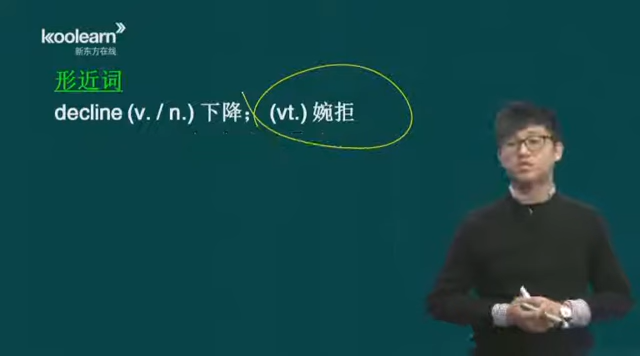 koolearn
新东方在线
形近词
decline (v. / n.) 下降； (vt.) 婉拒